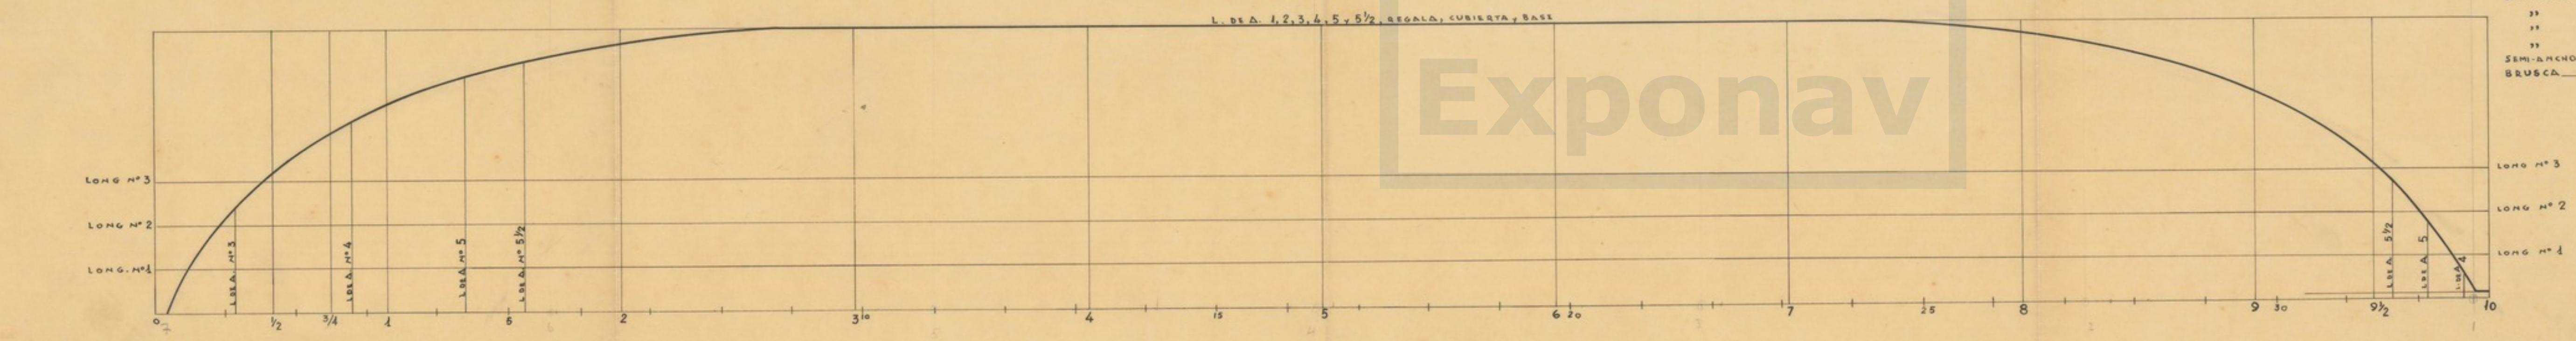 L. DE A. 1, 2, 3, 4, 5 y 5½, REGALA, CUBIERTA, y BASE
„
„
„
SEMI-ANCHO
BRUSCA
Exponav
LONG Nº 3
LONG Nº 2
LONG. Nº 1
L DE A. Nº 3
L DE A Nº 4
L DE A Nº 5
L DE A Nº 5½
L DE A 5½
L DE A 5
L DE A 4
LONG Nº 3
LONG Nº 2
LONG Nº 1
0 ½ 3/4 1 5 2 3 10 4 15 5 6 20 7 25 8 9 30 9½ 10